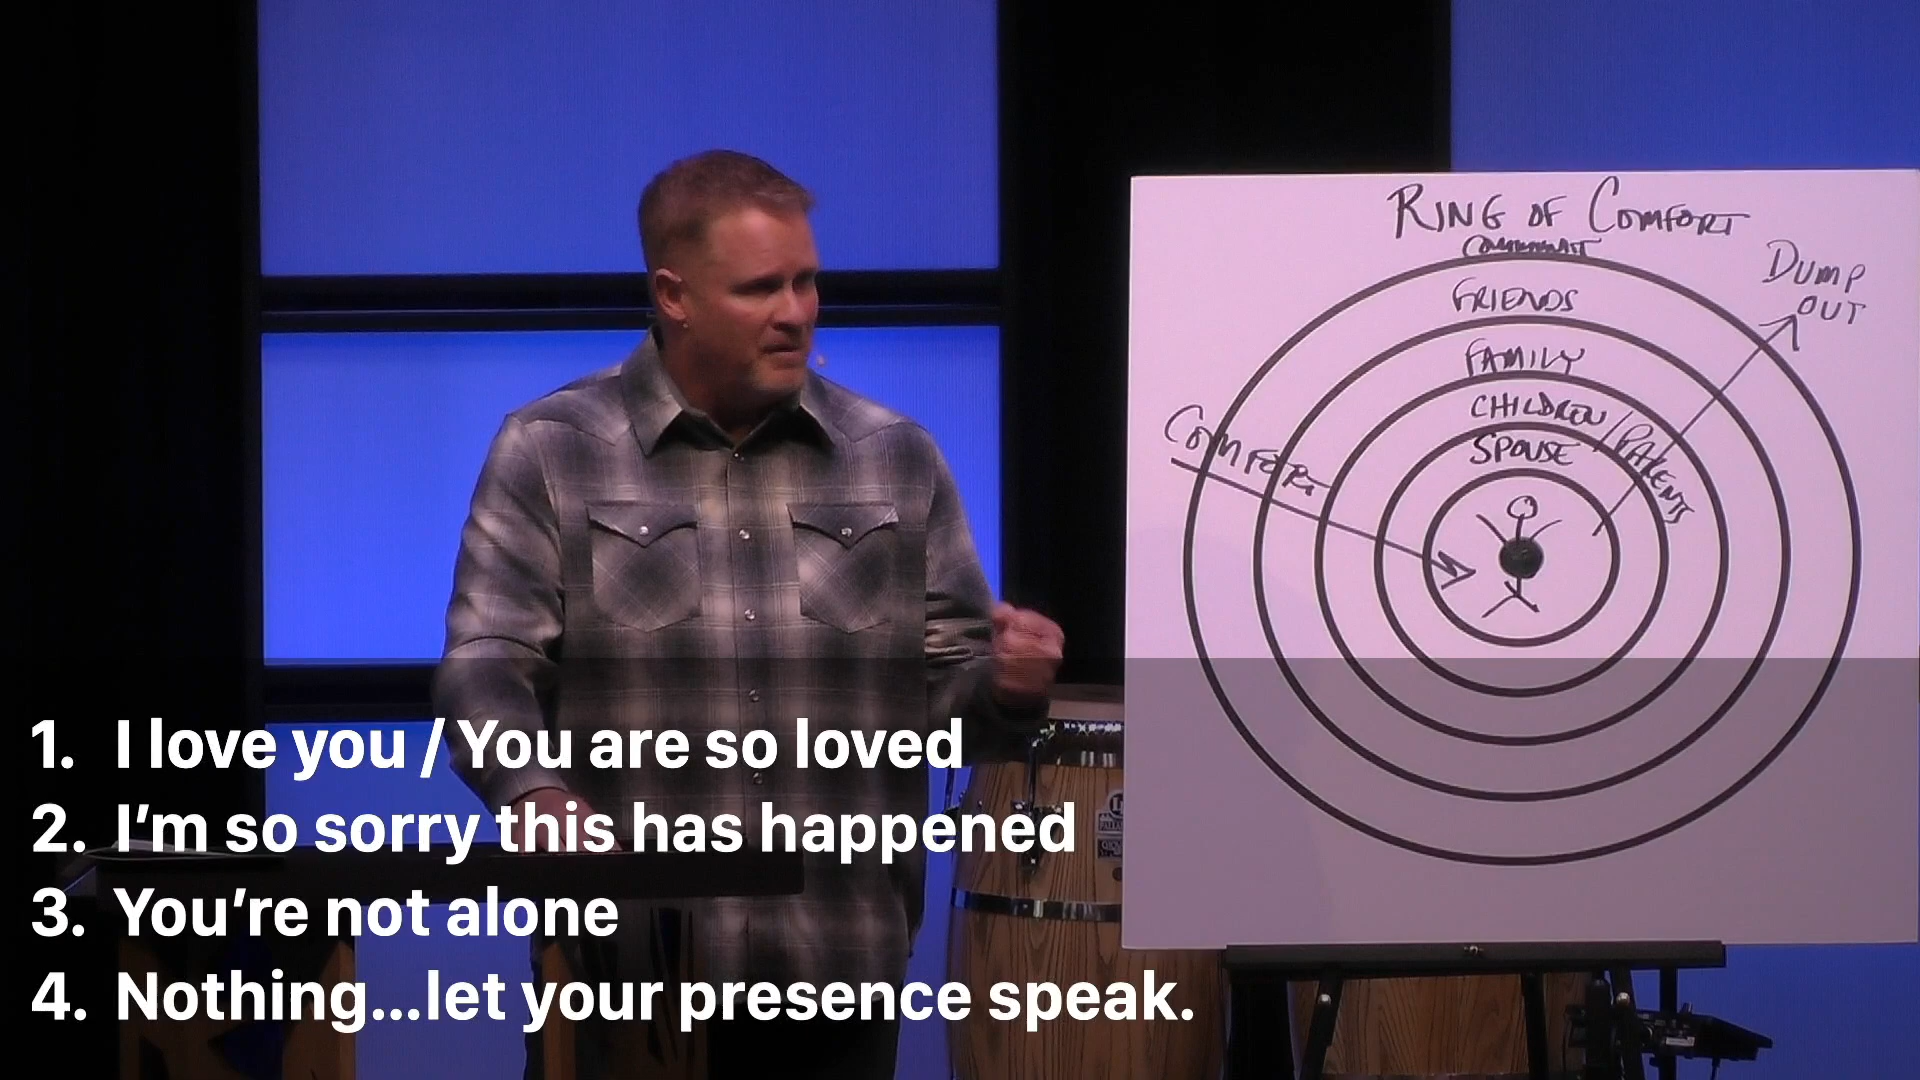 RING OF COMFORT
COMMUNITY
FRIENDS
FAMILY
CHILDREN/PARENTS
SPOUSE
COMFORT
DUMP
OUT
1. I love you / You are so loved
2. I'm so sorry this has happened
3. You're not alone
4. Nothing...let your presence speak.